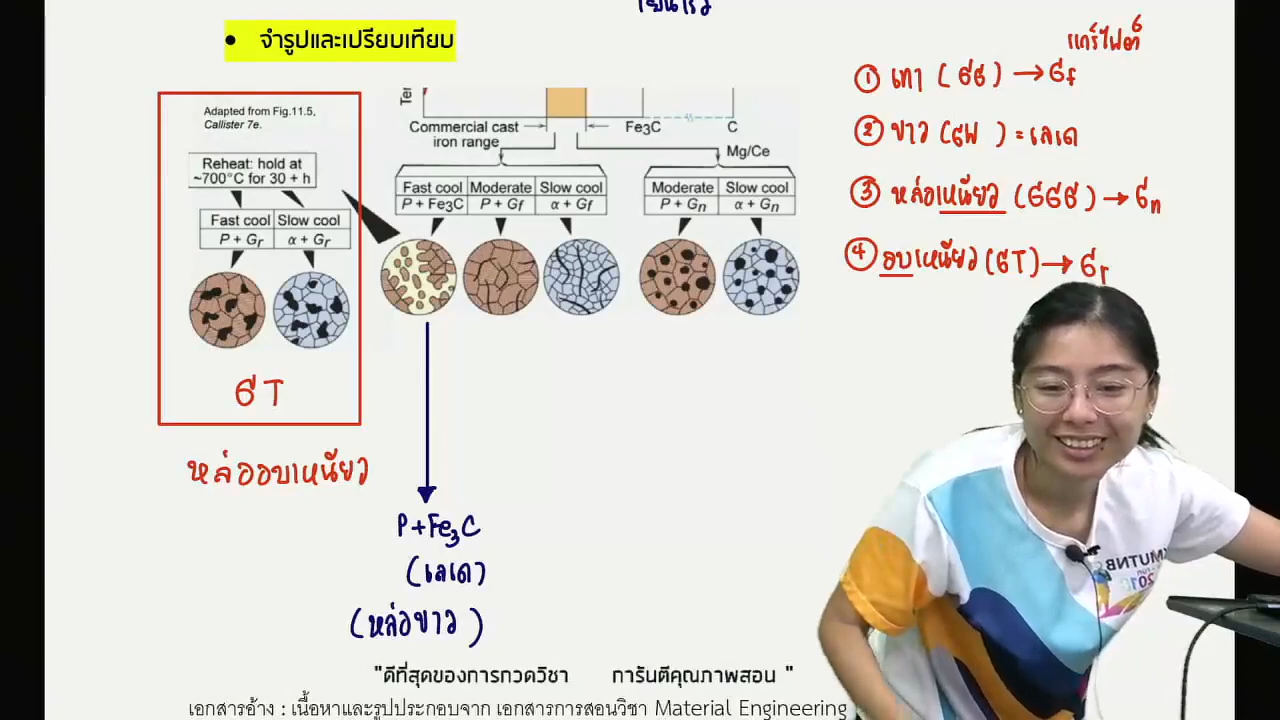 เย็นเร็ว
• จำรูปและเปรียบเทียบ
Adapted from Fig.11.5,
Callister 7e.
Reheat: hold at
~700°C for 30 + h
Fast cool Slow cool
P + Gr α + Gr
GT
หล่ออบเหนียว
Commercial cast
iron range
Fe3C
C
Mg/Ce
Fast cool Moderate Slow cool
P + Fe3C P + Gf α + Gf
Moderate Slow cool
P + Gn α + Gn
P+Fe3C
(เลเด)
(หล่อขาว)
แกร์ไฟต์
① เทา (GG) → Gf
② ขาว (GW) = เลเด
③ หล่อเหนียว (GGG) → Gn
④ อบเหนียว (GT) → Gr
"ดีที่สุดของการกวดวิชา การันตีคุณภาพสอน "
เอกสารอ้าง : เนื้อหาและรูปประกอบจาก เอกสารการสอนวิชา Material Engineering